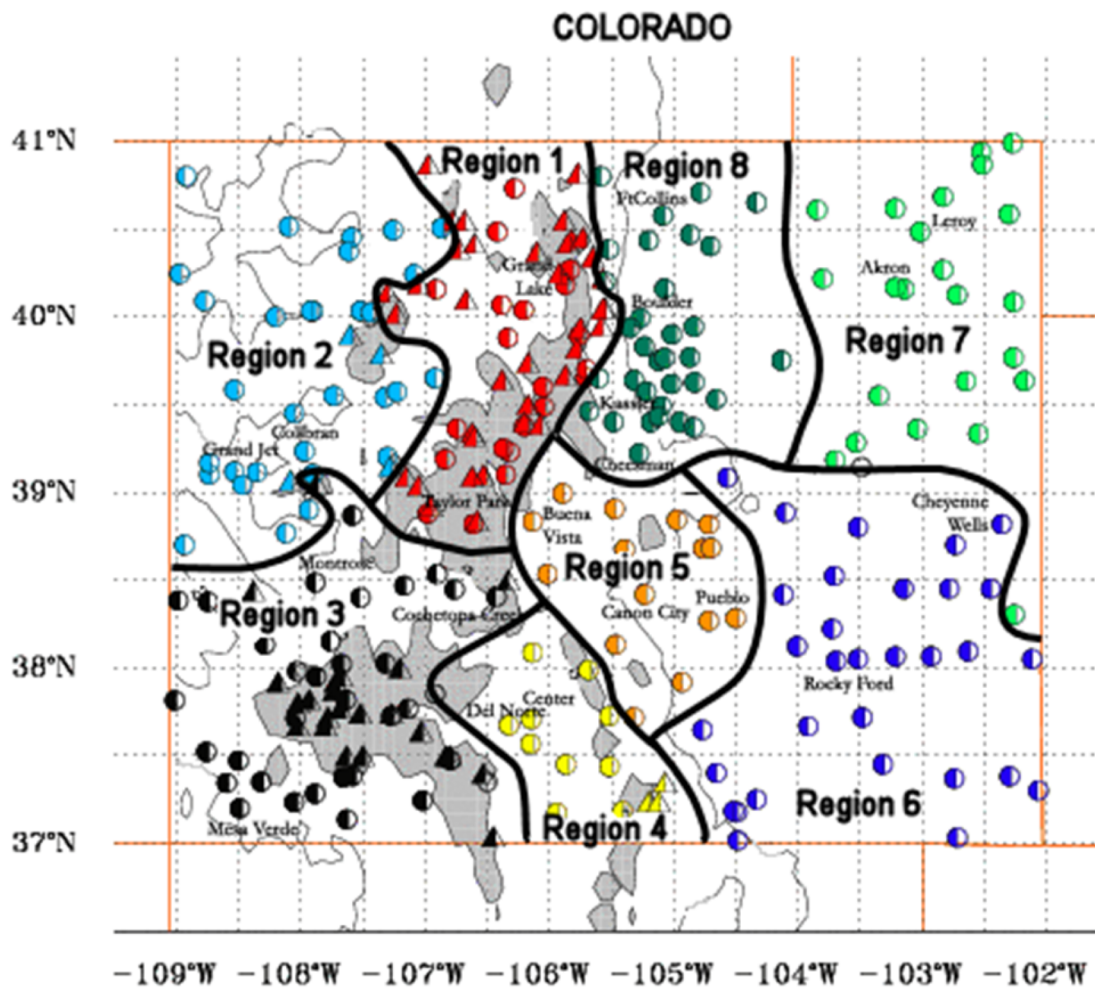 COLORADO
41°N
Region 1
Region 8
FtCollins
Leroy
Akron
Grand
Lake
Boulder
40°N
Region 2
Region 7
Kassler
Collbran
Grand Jct
Cheesman
39°N
Taylor Park
Cheyenne
Wells
Buena
Vista
Montrose
Region 5
Region 3
Cochetopa Creek
Canon City
Pueblo
38°N
Rocky Ford
Del Norte
Center
Mesa Verde
Region 4
Region 6
37°N
-109°W
-108°W
-107°W
-106°W
-105°W
-104°W
-103°W
-102°W